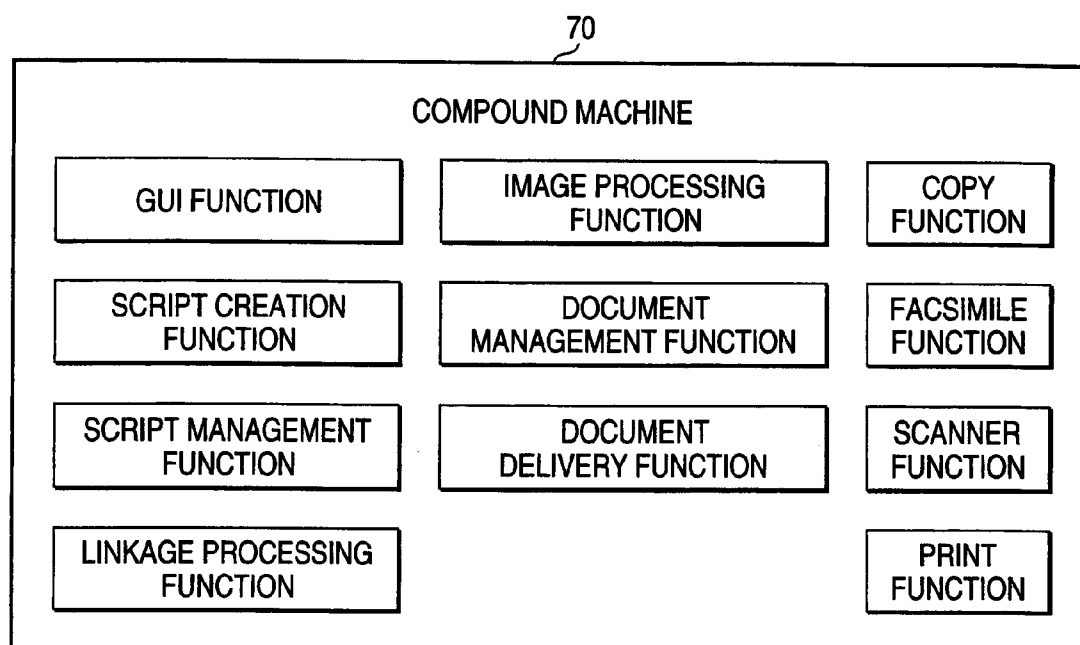 70
COMPOUND MACHINE
GUI FUNCTION
IMAGE PROCESSING
FUNCTION
COPY
FUNCTION
SCRIPT CREATION
FUNCTION
DOCUMENT
MANAGEMENT FUNCTION
FACSIMILE
FUNCTION
SCRIPT MANAGEMENT
FUNCTION
DOCUMENT
DELIVERY FUNCTION
SCANNER
FUNCTION
LINKAGE PROCESSING
FUNCTION
PRINT
FUNCTION